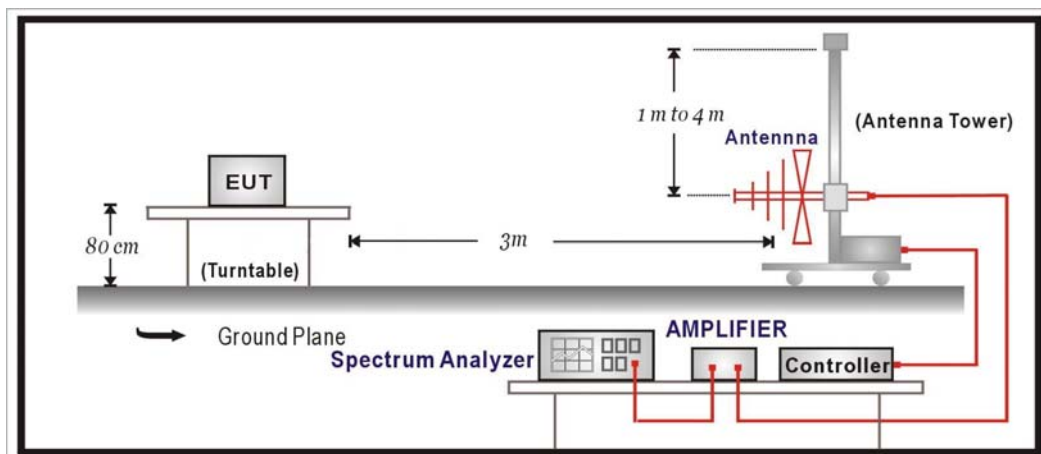 1 m to 4 m
(Antenna Tower)
Antennna
EUT
80 cm
3m
(Turntable)
Ground Plane
AMPLIFIER
Spectrum Analyzer
Controller